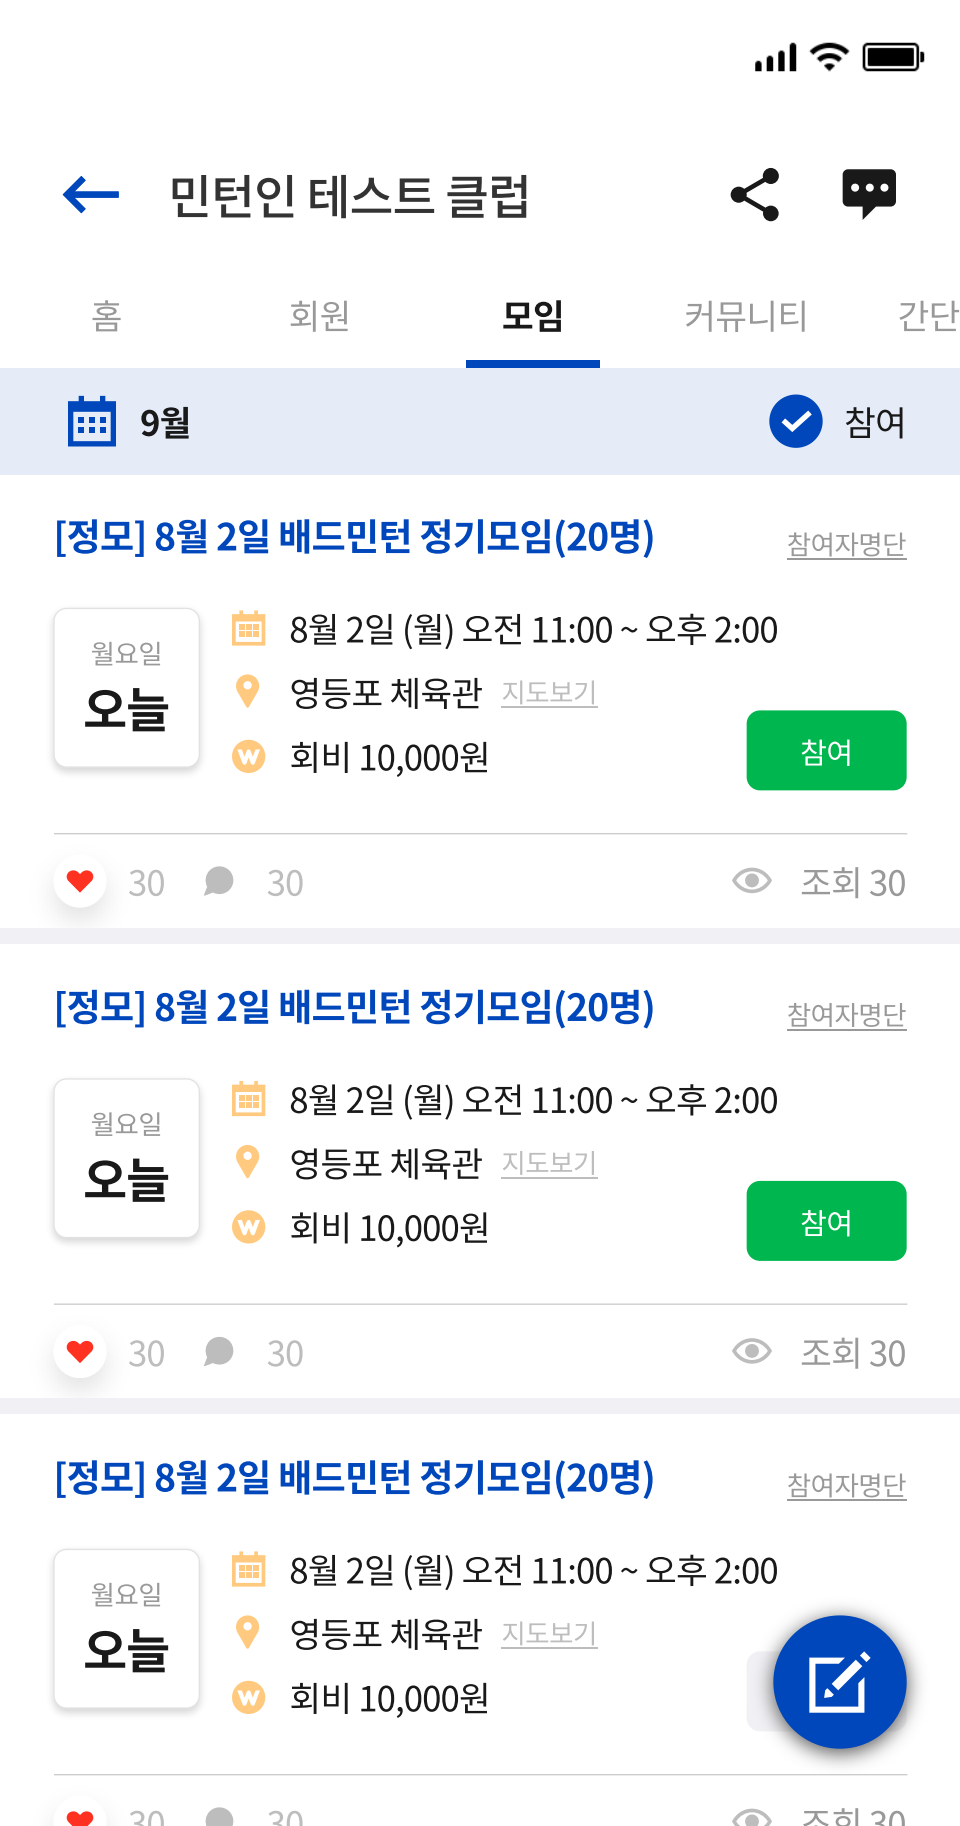 민턴인 테스트 클럽
홈 회원 모임 커뮤니티 간단
9월 참여
[정모] 8월 2일 배드민턴 정기모임(20명) 참여자명단
월요일
오늘
8월 2일 (월) 오전 11:00 ~ 오후 2:00
영등포 체육관 지도보기
회비 10,000원
참여
30 30 조회 30
[정모] 8월 2일 배드민턴 정기모임(20명) 참여자명단
월요일
오늘
8월 2일 (월) 오전 11:00 ~ 오후 2:00
영등포 체육관 지도보기
회비 10,000원
참여
30 30 조회 30
[정모] 8월 2일 배드민턴 정기모임(20명) 참여자명단
월요일
오늘
8월 2일 (월) 오전 11:00 ~ 오후 2:00
영등포 체육관 지도보기
회비 10,000원
30 30 조회 30